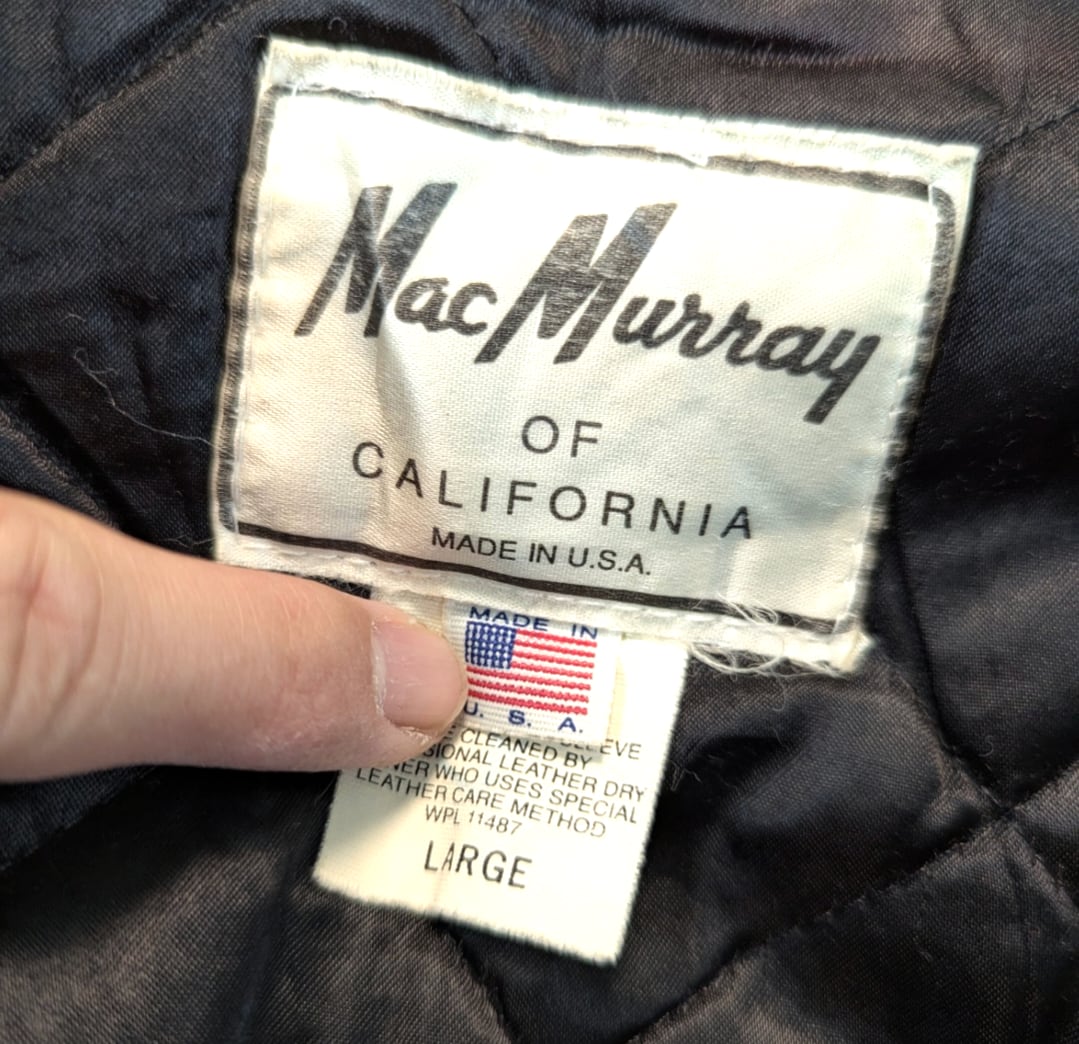 MacMurray
OF
CALIFORNIA
MADE IN U.S.A.
MADE IN
U. S. A.
CLEANED BY
LEATHER DRY
WHO USES SPECIAL
LEATHER CARE METHOD
WPL 11487
LARGE